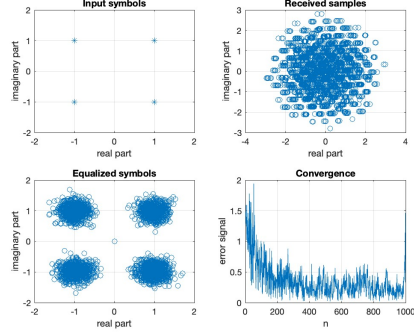 Input symbols
2
1
0
-1
-2
-2 -1 0 1 2
imaginary part
real part
Received samples
3
2
1
0
-1
-2
-3
-4 -2 0 2 4
imaginary part
real part
Equalized symbols
2
1
0
-1
-2
-2 -1 0 1 2
imaginary part
real part
Convergence
2
1.5
1
0.5
0
0 200 400 600 800 1000
error signal
n